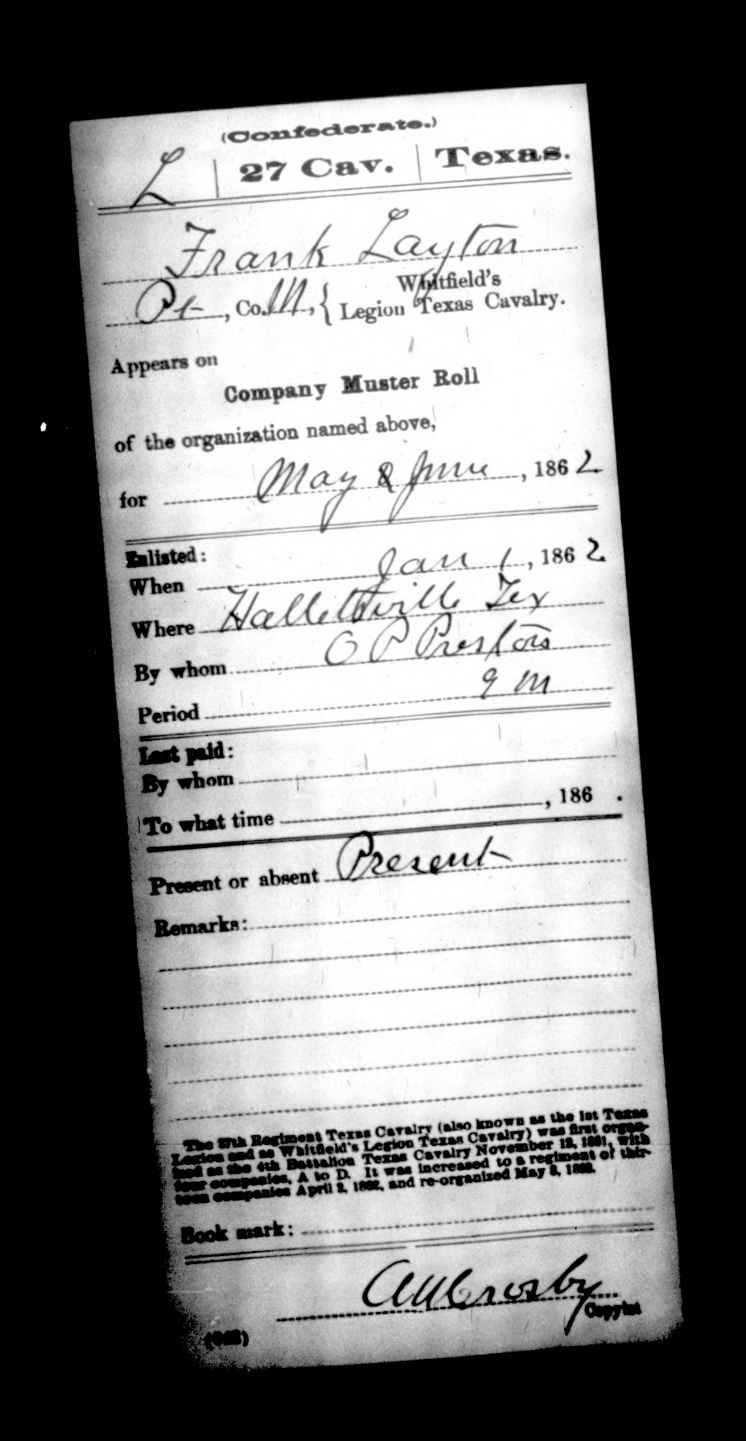 (Confederate.)
L | 27 Cav. | Texas.
Frank Layton
Pt, Co. M, { Whitfield's
Legion Texas Cavalry.
Appears on
Company Muster Roll
of the organization named above,
for May & June, 1862
Enlisted:
When Jan 1, 1862.
Where Hallettsville Tex
By whom O P Preston
Period 9 m
Last paid:
By whom
To what time , 186 .
Present or absent Present
Remarks:
The 27th Regiment Texas Cavalry (also known as the 1st Texas
Legion and as Whitfield's Legion Texas Cavalry) was first organ-
ized as the 4th Battalion Texas Cavalry November 12, 1861, with
four companies, A to D. It was increased to a regiment of thir-
teen companies April 2, 1862, and re-organized May 8, 1862.
Book mark:
Crosby
Copyist